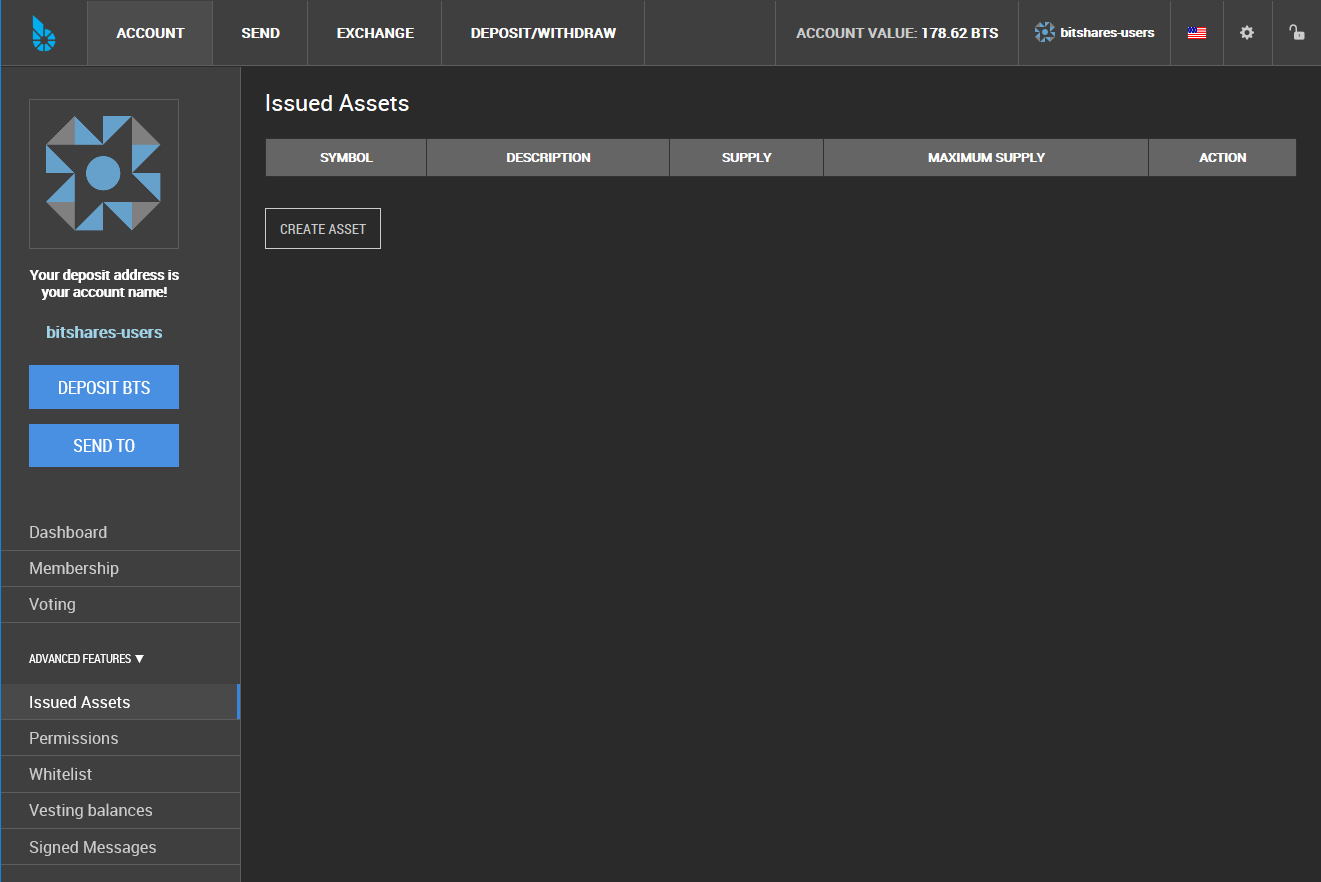 ACCOUNT SEND EXCHANGE DEPOSIT/WITHDRAW ACCOUNT VALUE: 178.62 BTS bitshares-users
Your deposit address is
your account name!
bitshares-users
DEPOSIT BTS
SEND TO
Dashboard
Membership
Voting
ADVANCED FEATURES ▼
Issued Assets
Permissions
Whitelist
Vesting balances
Signed Messages
Issued Assets
SYMBOL DESCRIPTION SUPPLY MAXIMUM SUPPLY ACTION
CREATE ASSET